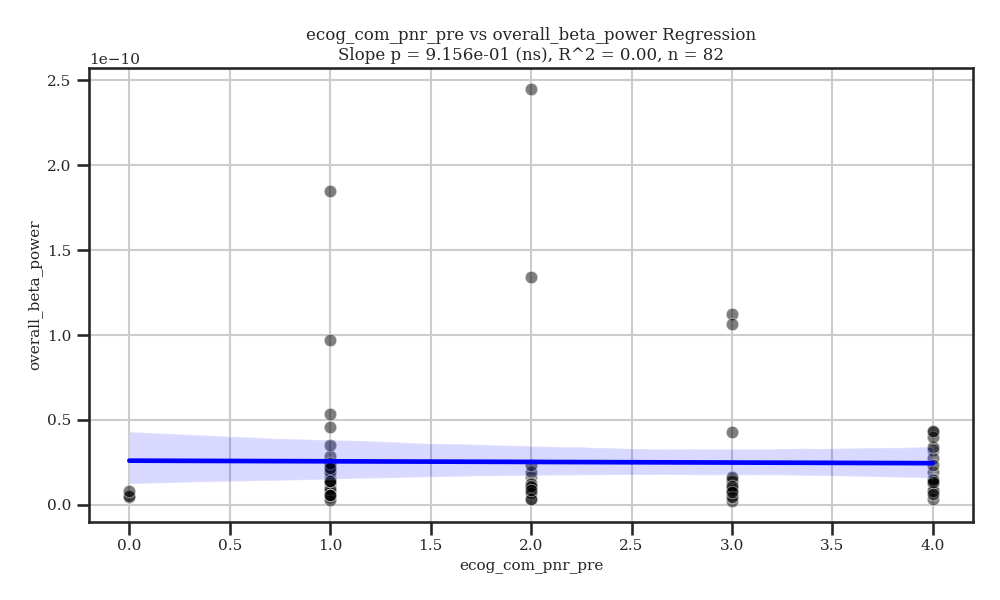 ecog_com_pnr_pre vs overall_beta_power Regression
Slope p = 9.156e-01 (ns), R^2 = 0.00, n = 82
1e−10
2.5
2.0
1.5
1.0
0.5
0.0
overall_beta_power
0.0 0.5 1.0 1.5 2.0 2.5 3.0 3.5 4.0
ecog_com_pnr_pre